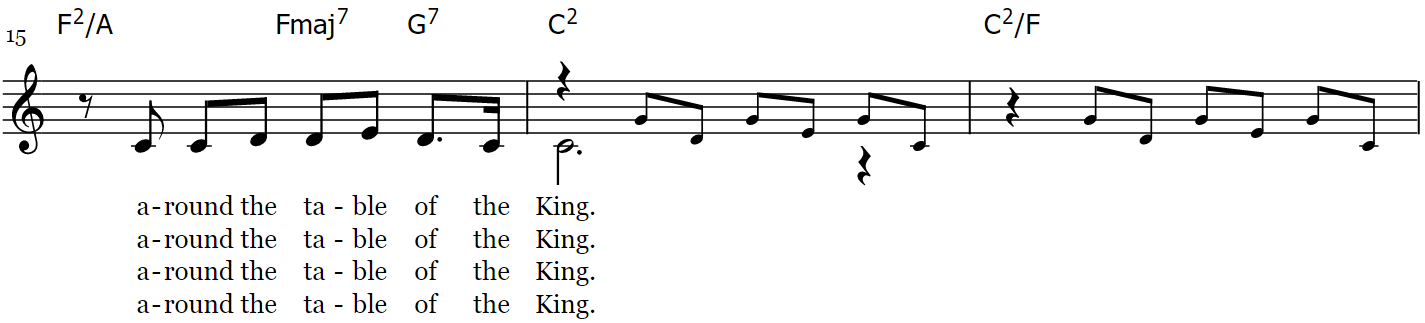 F2/A Fmaj7 G7 C2 C2/F
15
a-round the ta - ble of the King.
a-round the ta - ble of the King.
a-round the ta - ble of the King.
a-round the ta - ble of the King.